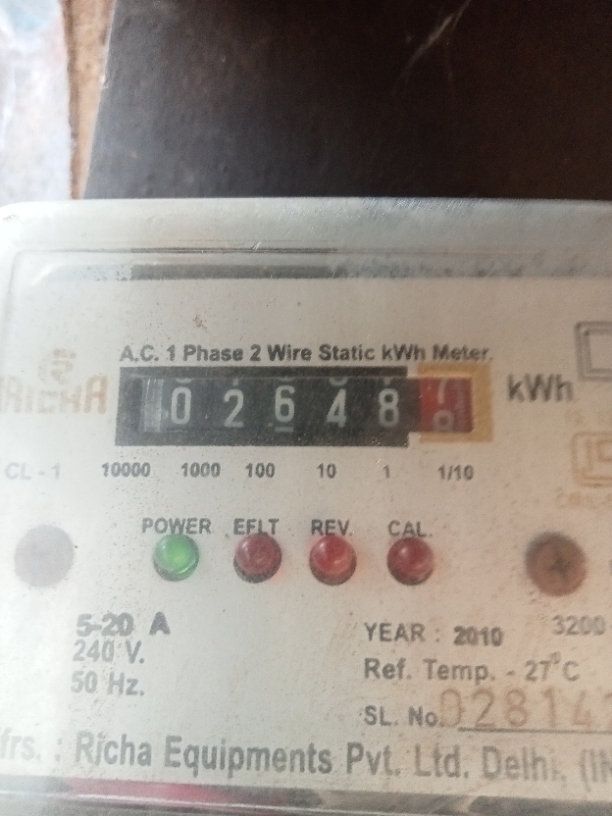 A.C. 1 Phase 2 Wire Static kWh Meter.
RICHA
02648
kWh
CL - 1 10000 1000 100 10 1 1/10
POWER EFLT REV. CAL.
5-20 A
240 V.
50 Hz.
YEAR : 2010 3200
Ref. Temp. - 27°C
SL. No. 02814
frs. : Richa Equipments Pvt. Ltd. Delhi. (IN